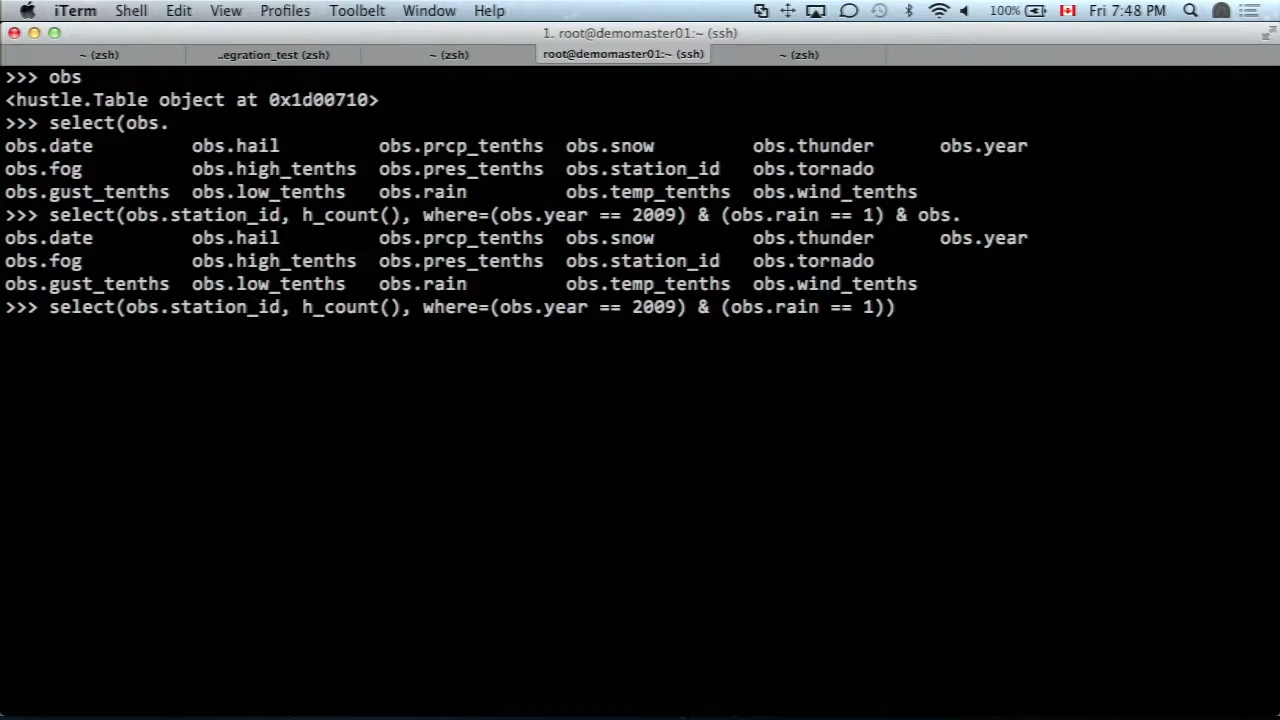 iTerm Shell Edit View Profiles Toolbelt Window Help 100% Fri 7:48 PM
1. root@demomaster01:~ (ssh)
~ (zsh) ..egration_test (zsh) ~ (zsh) root@demomaster01:~ (ssh) ~ (zsh)
>>> obs
<hustle.Table object at 0x1d00710>
>>> select(obs.
obs.date obs.hail obs.prcp_tenths obs.snow obs.thunder obs.year
obs.fog obs.high_tenths obs.pres_tenths obs.station_id obs.tornado
obs.gust_tenths obs.low_tenths obs.rain obs.temp_tenths obs.wind_tenths
>>> select(obs.station_id, h_count(), where=(obs.year == 2009) & (obs.rain == 1) & obs.
obs.date obs.hail obs.prcp_tenths obs.snow obs.thunder obs.year
obs.fog obs.high_tenths obs.pres_tenths obs.station_id obs.tornado
obs.gust_tenths obs.low_tenths obs.rain obs.temp_tenths obs.wind_tenths
>>> select(obs.station_id, h_count(), where=(obs.year == 2009) & (obs.rain == 1))